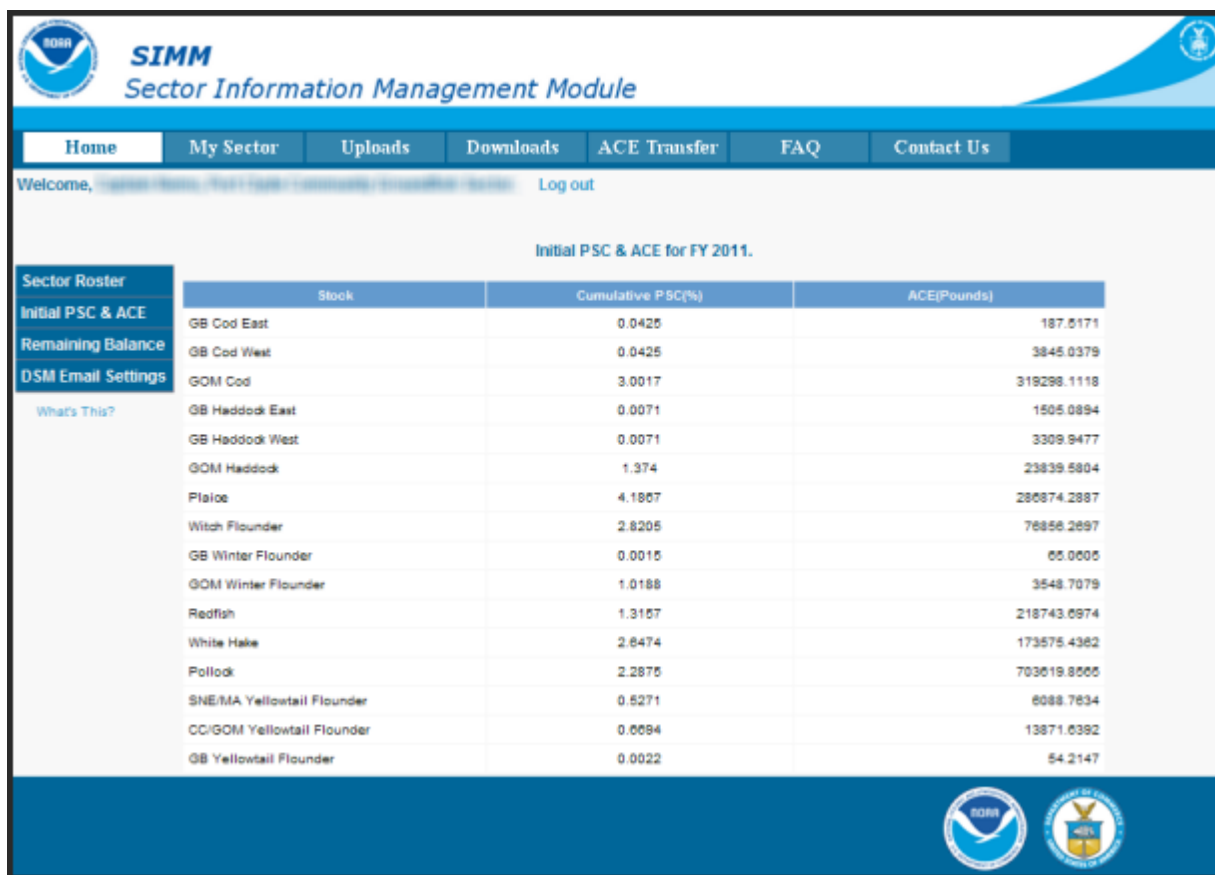 NOAA
SIMM
Sector Information Management Module
Home My Sector Uploads Downloads ACE Transfer FAQ Contact Us
Welcome, Log out
Initial PSC & ACE for FY 2011.
Sector Roster
Initial PSC & ACE
Remaining Balance
DSM Email Settings
What's This?
Stock Cumulative PSC(%) ACE(Pounds)
GB Cod East 0.0425 187.5171
GB Cod West 0.0425 3845.0379
GOM Cod 3.0017 319298.1118
GB Haddock East 0.0071 1505.0894
GB Haddock West 0.0071 3309.9477
GOM Haddock 1.374 23839.5804
Plaice 4.1867 286874.2887
Witch Flounder 2.8205 76856.2697
GB Winter Flounder 0.0015
GOM Winter Flounder 1.0188 3548.7079
Redfish 1.3157 218743.6974
White Hake 2.6474 173575.4362
Pollock 2.2875
SNE/MA Yellowtail Flounder 0.5271 6088.7634
CC/GOM Yellowtail Flounder 0.6694 13871.6392
GB Yellowtail Flounder 0.0022 54.2147
NOAA